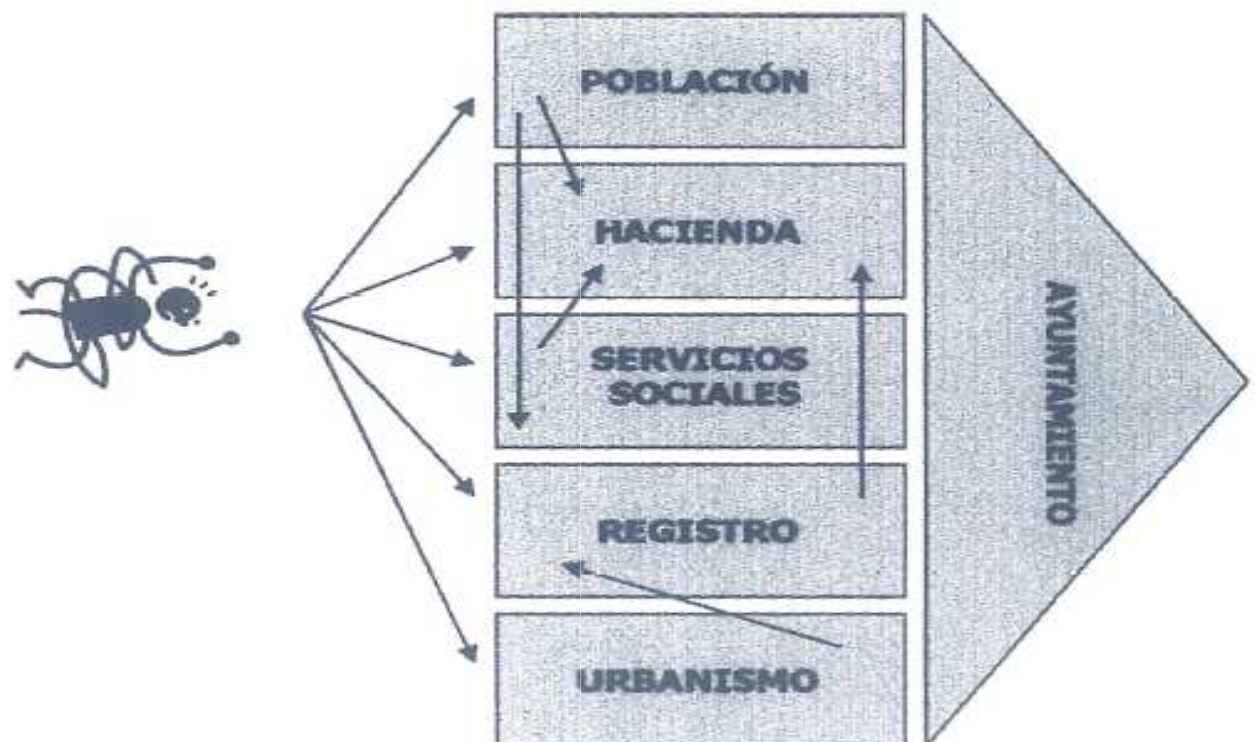 POBLACIÓN
HACIENDA
SERVICIOS
SOCIALES
REGISTRO
URBANISMO
AYUNTAMIENTO